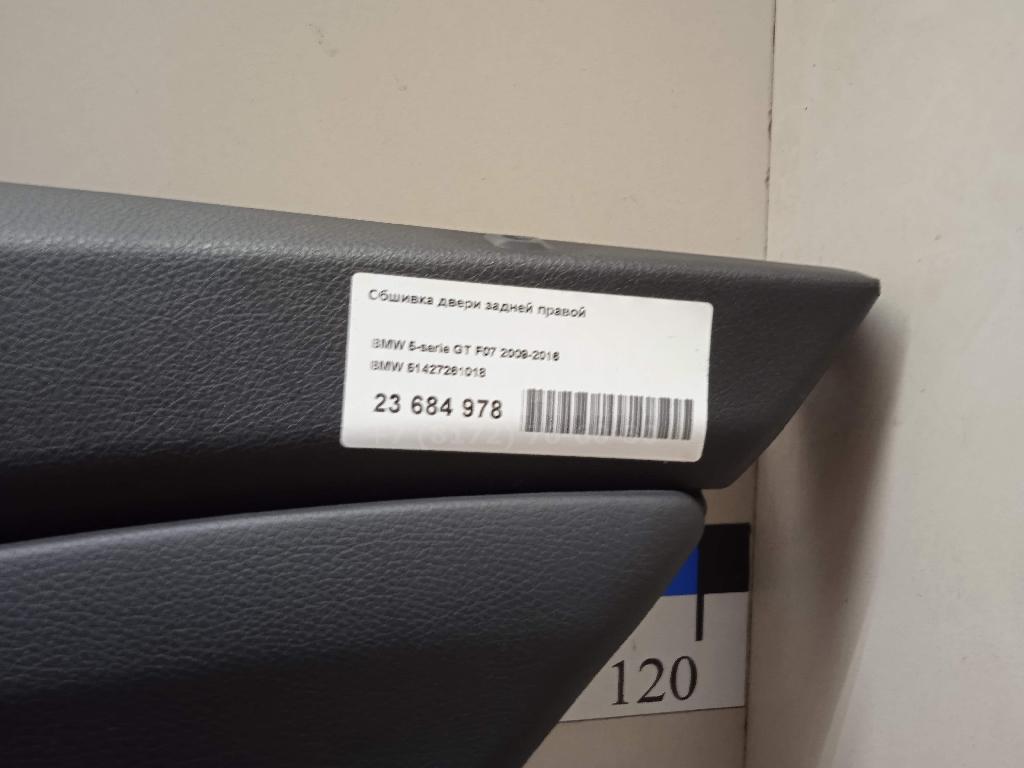 Обшивка двери задней правой
BMW 5-serie GT F07 2009-2016
BMW 51427261018
23 684 978
120